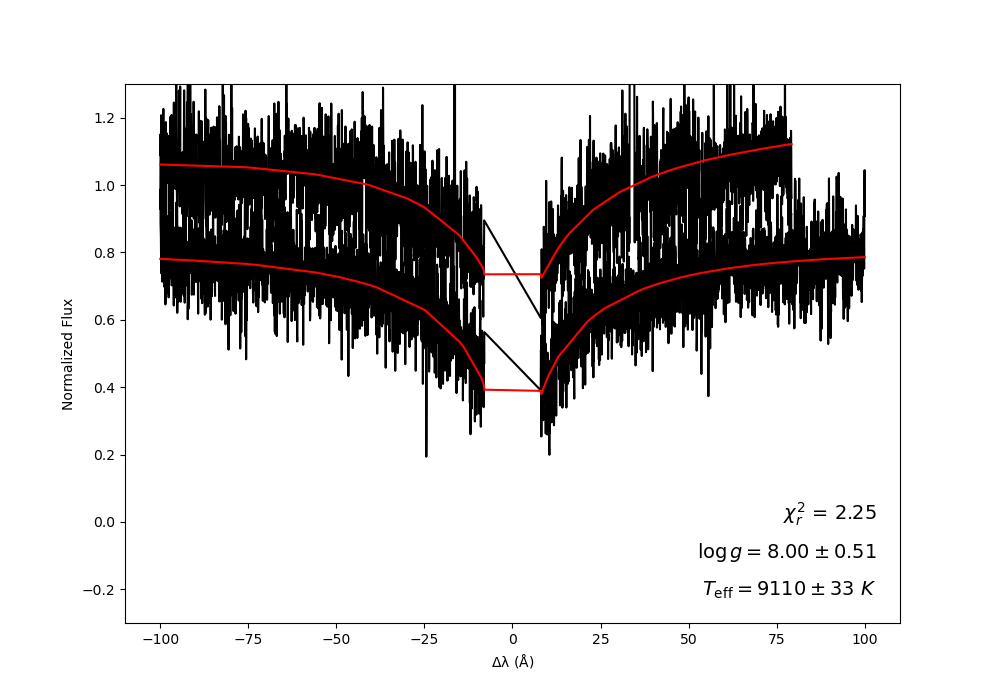 1.2
1.0
0.8
0.6
0.4
0.2
0.0
−0.2
Normalized Flux
−100 −75 −50 −25 0 25 50 75 100
Δλ (Å)
χ²ᵣ = 2.25
log g = 8.00 ± 0.51
T_eff = 9110 ± 33 K